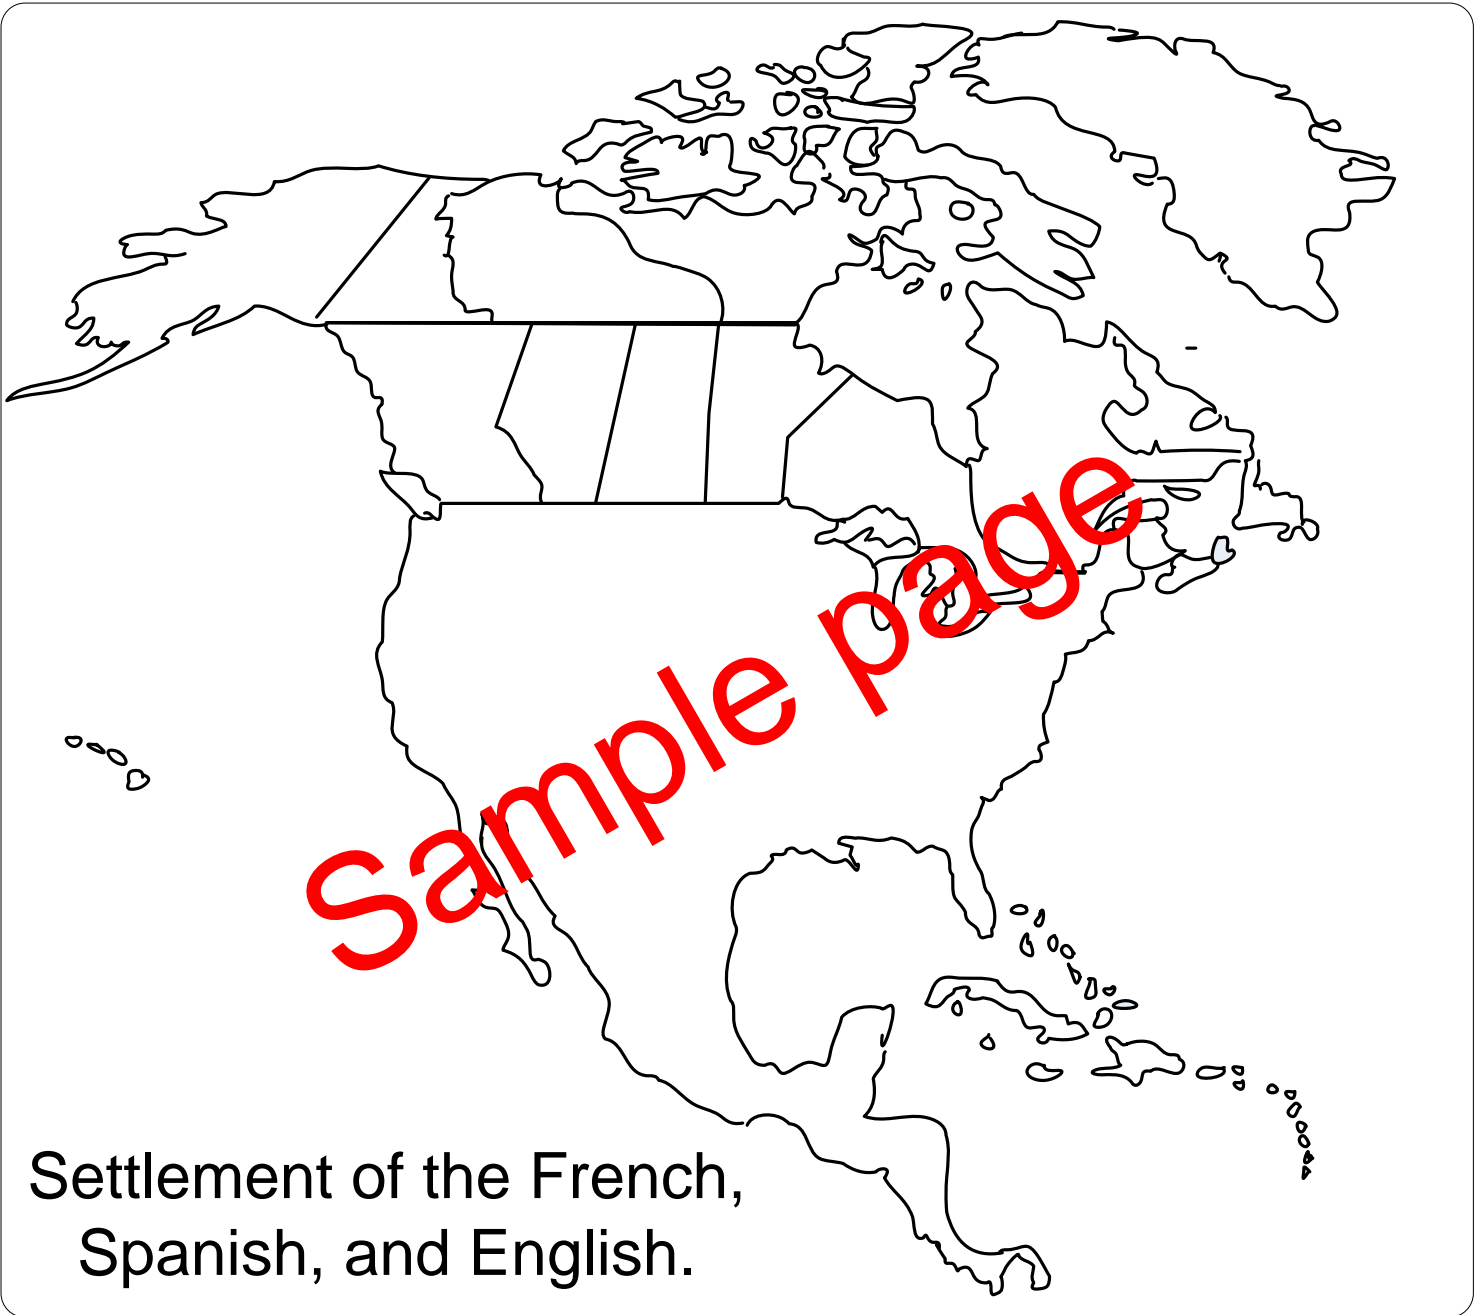 Sample page
Settlement of the French,
Spanish, and English.